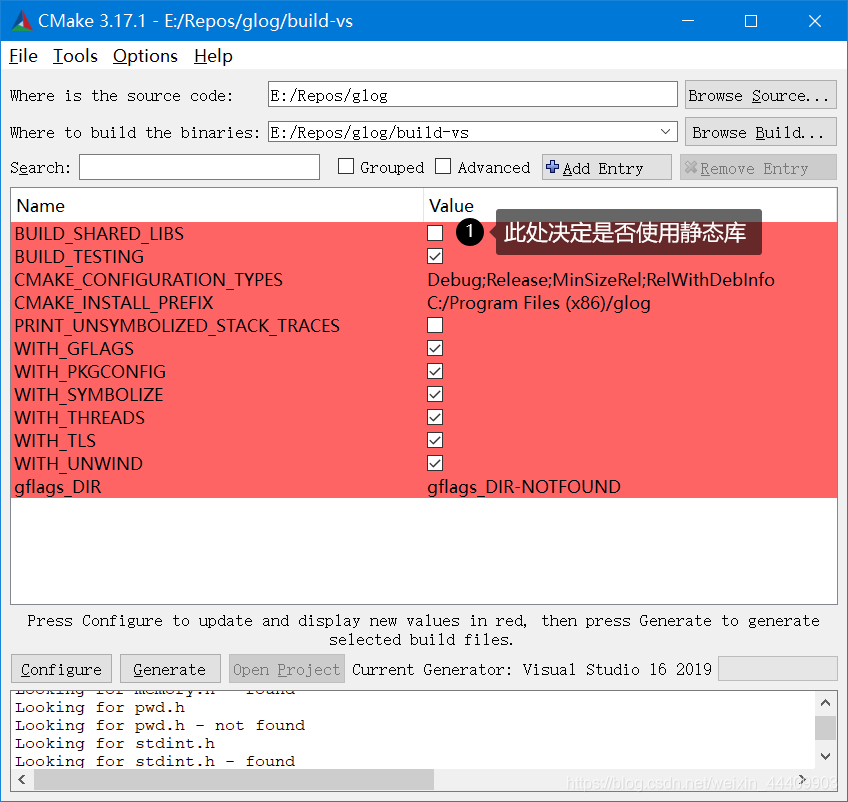 CMake 3.17.1 - E:/Repos/glog/build-vs
File Tools Options Help
Where is the source code: E:/Repos/glog Browse Source...
Where to build the binaries: E:/Repos/glog/build-vs Browse Build...
Search: Grouped Advanced Add Entry Remove Entry
Name Value
BUILD_SHARED_LIBS 1 此处决定是否使用静态库
BUILD_TESTING
CMAKE_CONFIGURATION_TYPES Debug;Release;MinSizeRel;RelWithDebInfo
CMAKE_INSTALL_PREFIX C:/Program Files (x86)/glog
PRINT_UNSYMBOLIZED_STACK_TRACES
WITH_GFLAGS
WITH_PKGCONFIG
WITH_SYMBOLIZE
WITH_THREADS
WITH_TLS
WITH_UNWIND
gflags_DIR gflags_DIR-NOTFOUND
Press Configure to update and display new values in red, then press Generate to generate
selected build files.
Configure Generate Open Project Current Generator: Visual Studio 16 2019
Looking for memory.h - found
Looking for pwd.h
Looking for pwd.h - not found
Looking for stdint.h
Looking for stdint.h - found
https://blog.csdn.net/weixin_44499903